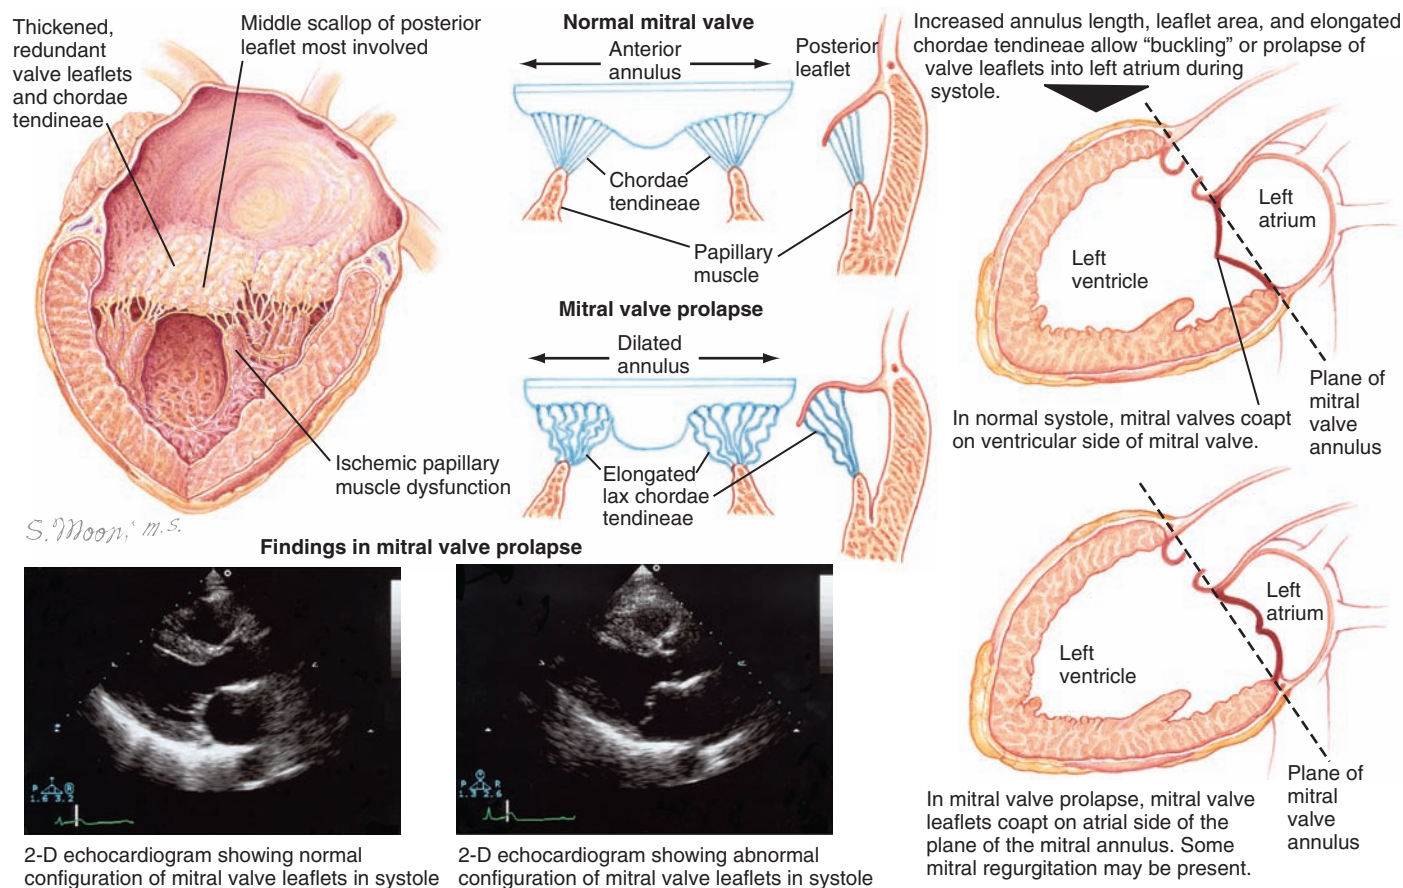 Thickened,
redundant
valve leaflets
and chordae
tendineae
Middle scallop of posterior
leaflet most involved
Ischemic papillary
muscle dysfunction
S. Moon, M.S.
Normal mitral valve
Anterior
annulus
Posterior
leaflet
Chordae
tendineae
Papillary
muscle
Mitral valve prolapse
Dilated
annulus
Elongated
lax chordae
tendineae
Increased annulus length, leaflet area, and elongated
chordae tendineae allow “buckling” or prolapse of
valve leaflets into left atrium during
systole.
Left
atrium
Left
ventricle
Plane of
mitral
valve
annulus
In normal systole, mitral valves coapt
on ventricular side of mitral valve.
Left
atrium
Left
ventricle
Plane of
mitral
valve
annulus
In mitral valve prolapse, mitral valve
leaflets coapt on atrial side of the
plane of the mitral annulus. Some
mitral regurgitation may be present.
Findings in mitral valve prolapse
P R
1.6 3.2
P R
2-D echocardiogram showing normal
configuration of mitral valve leaflets in systole
2-D echocardiogram showing abnormal
configuration of mitral valve leaflets in systole